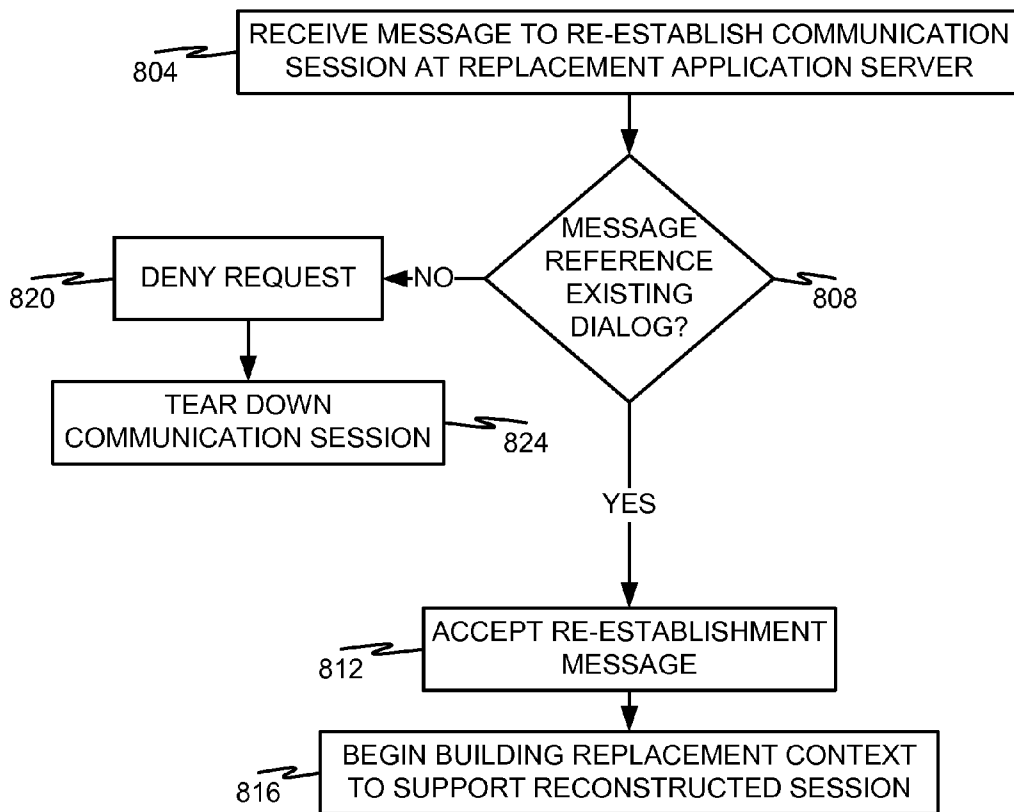 RECEIVE MESSAGE TO RE-ESTABLISH COMMUNICATION
SESSION AT REPLACEMENT APPLICATION SERVER
804
MESSAGE
REFERENCE
EXISTING
DIALOG?
808
NO
DENY REQUEST
820
TEAR DOWN
COMMUNICATION SESSION
824
YES
ACCEPT RE-ESTABLISHMENT
MESSAGE
812
BEGIN BUILDING REPLACEMENT CONTEXT
TO SUPPORT RECONSTRUCTED SESSION
816